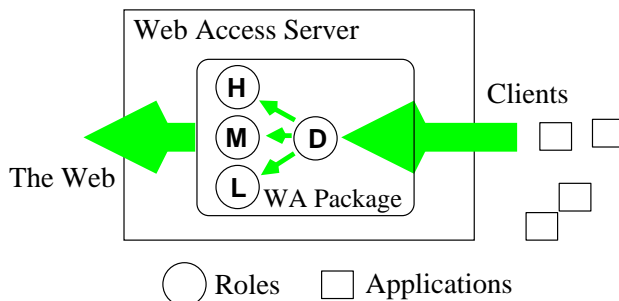 Web Access Server
H
Clients
M
D
The Web
L
WA Package
Roles
Applications